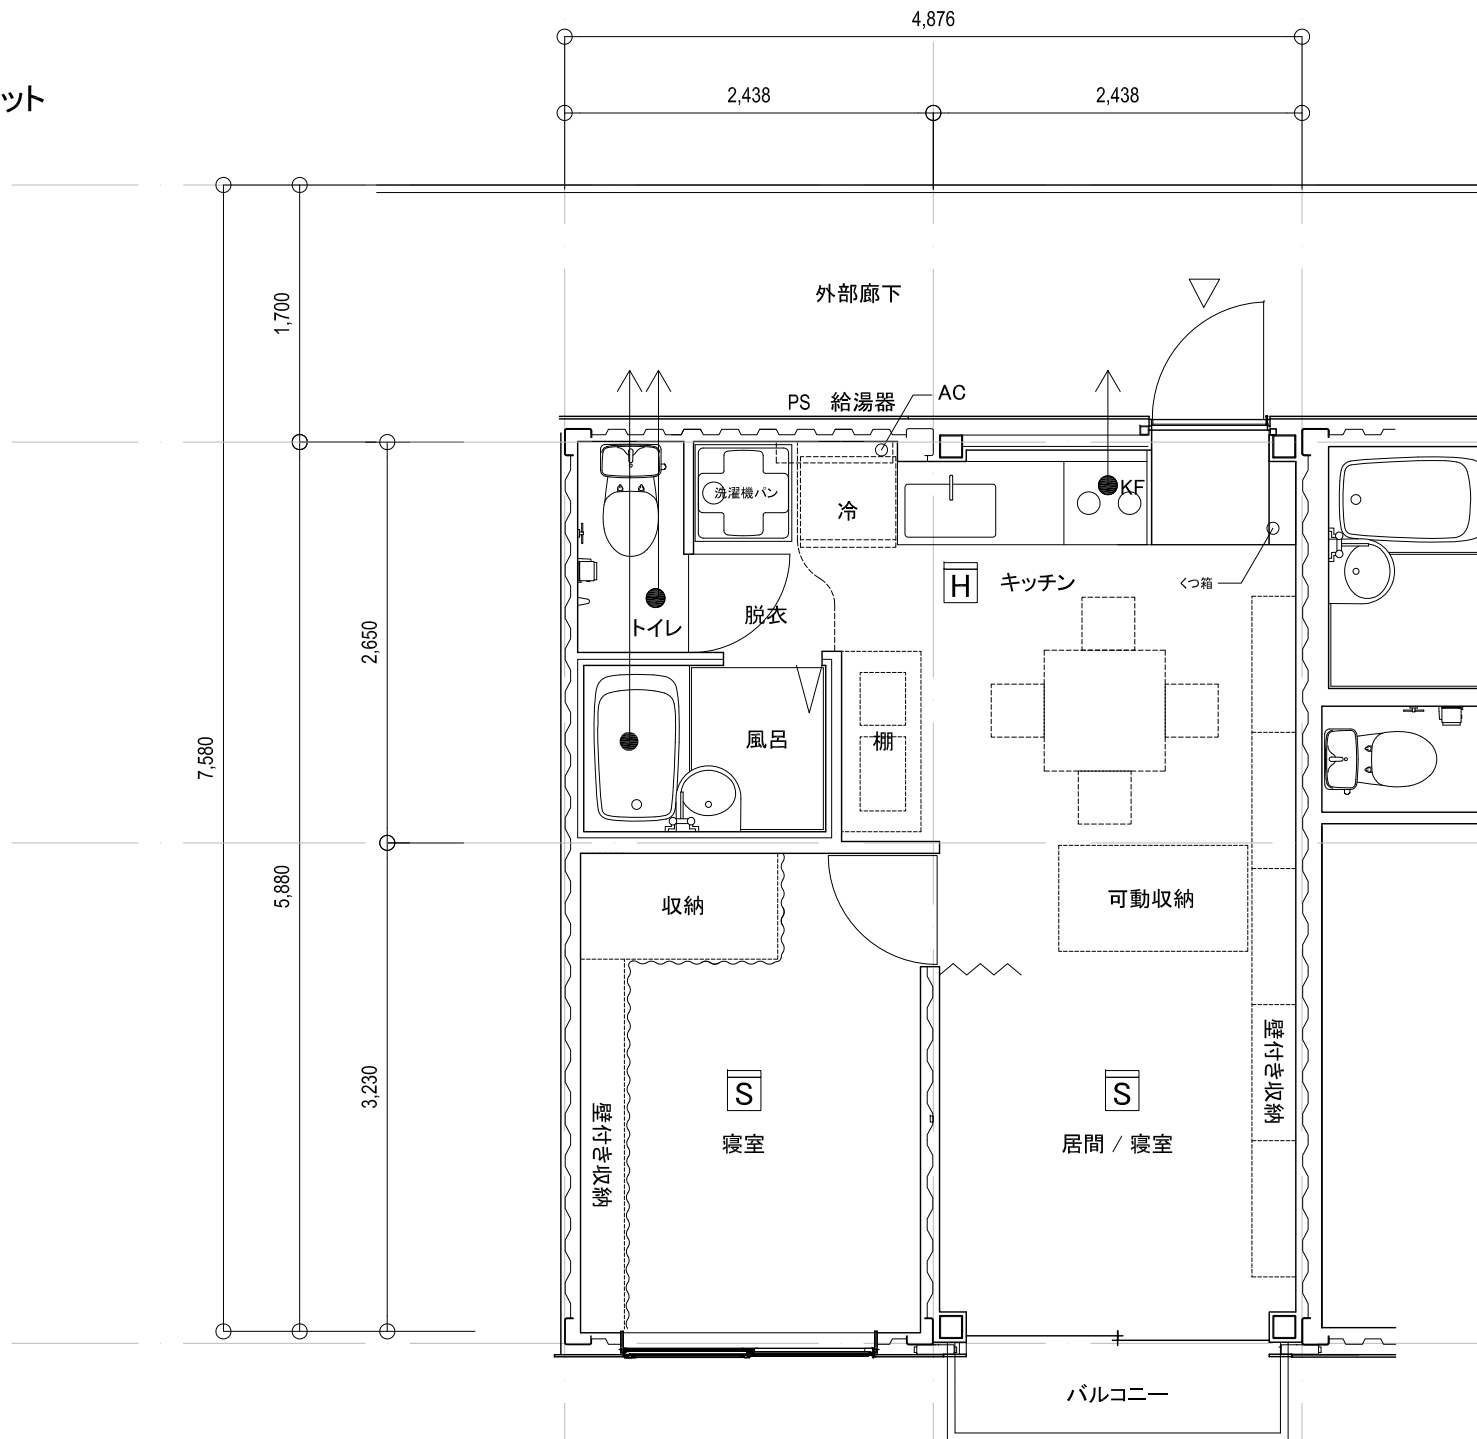 4,876
ット
2,438
2,438
1,700
外部廊下
PS 給湯器
AC
洗濯機パン
冷
KF
H
キッチン
くつ箱
脱衣
トイレ
2,650
7,580
風呂
棚
5,880
収納
可動収納
3,230
壁付き収納
S
寝室
S
居間 / 寝室
壁付き収納
バルコニー